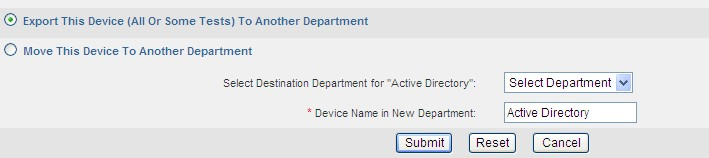 Export This Device (All Or Some Tests) To Another Department
Move This Device To Another Department
Select Destination Department for "Active Directory": Select Department
* Device Name in New Department: Active Directory
Submit Reset Cancel